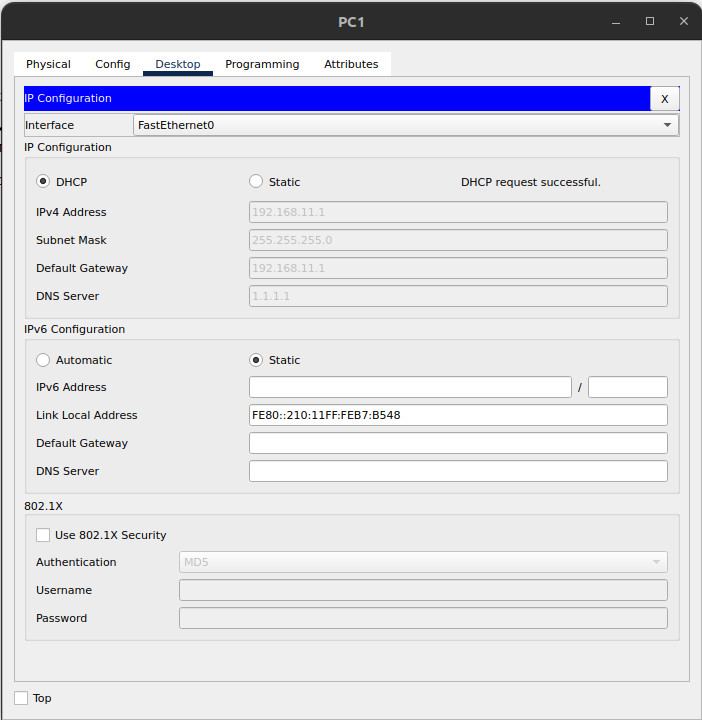 PC1
Physical Config Desktop Programming Attributes
IP Configuration X
Interface FastEthernet0
IP Configuration
DHCP Static DHCP request successful.
IPv4 Address 192.168.11.1
Subnet Mask 255.255.255.0
Default Gateway 192.168.11.1
DNS Server 1.1.1.1
IPv6 Configuration
Automatic Static
IPv6 Address /
Link Local Address FE80::210:11FF:FEB7:B548
Default Gateway
DNS Server
802.1X
Use 802.1X Security
Authentication MD5
Username
Password
Top